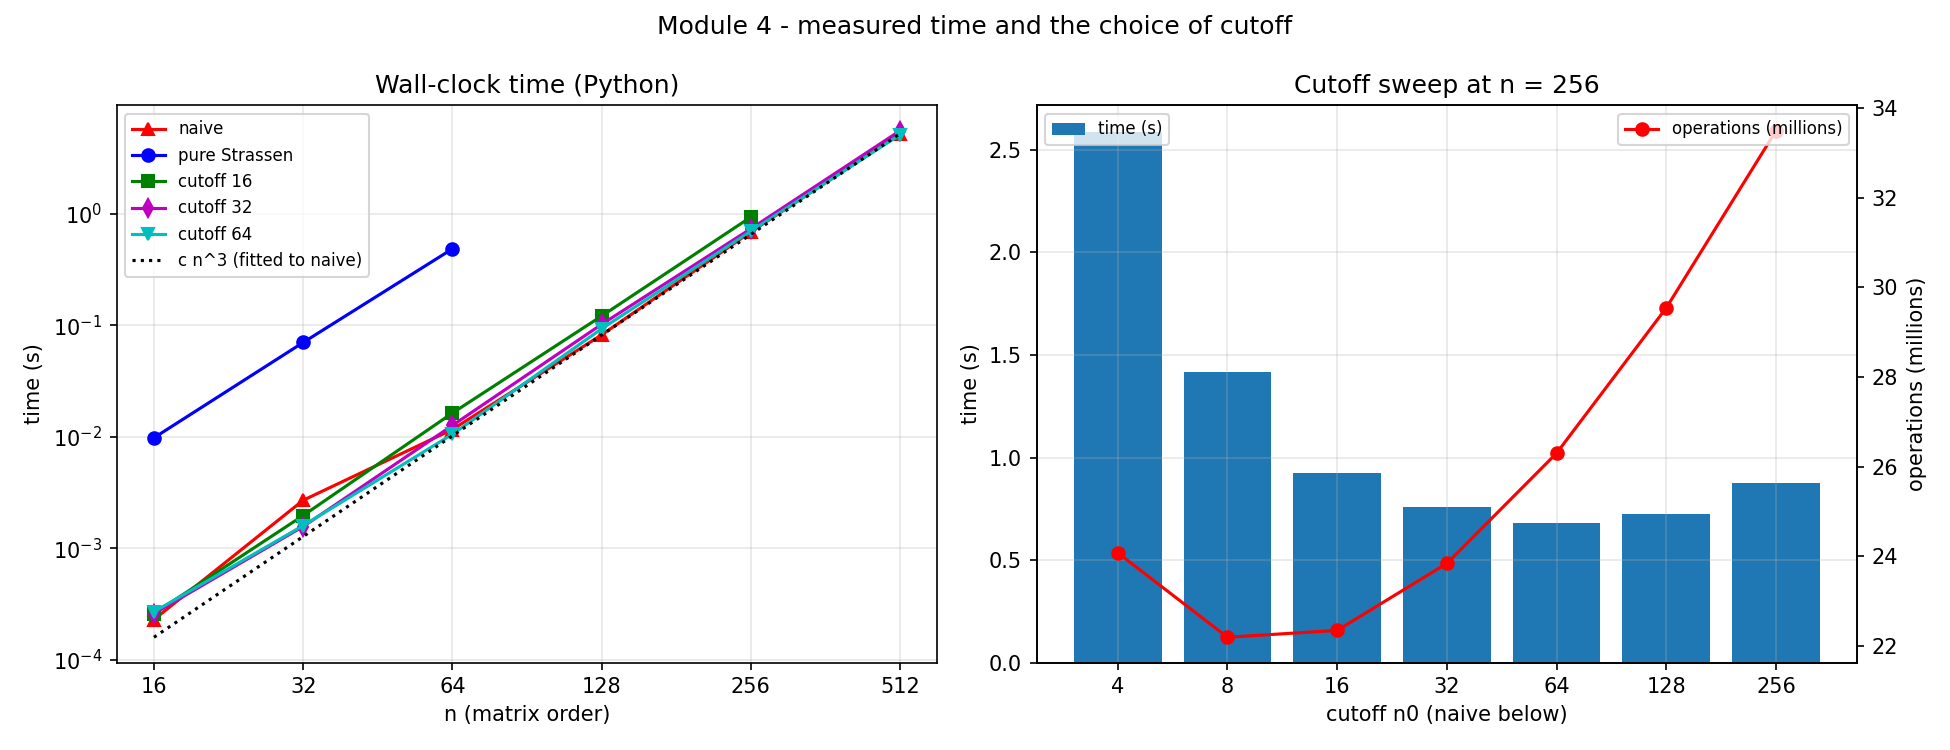 Module 4 - measured time and the choice of cutoff
Wall-clock time (Python)
naive
pure Strassen
cutoff 16
cutoff 32
cutoff 64
c n^3 (fitted to naive)
10^0
10^-1
10^-2
10^-3
10^-4
time (s)
16 32 64 128 256 512
n (matrix order)
Cutoff sweep at n = 256
time (s)
operations (millions)
2.5
2.0
1.5
1.0
0.5
0.0
time (s)
34
32
30
28
26
24
22
operations (millions)
4 8 16 32 64 128 256
cutoff n0 (naive below)